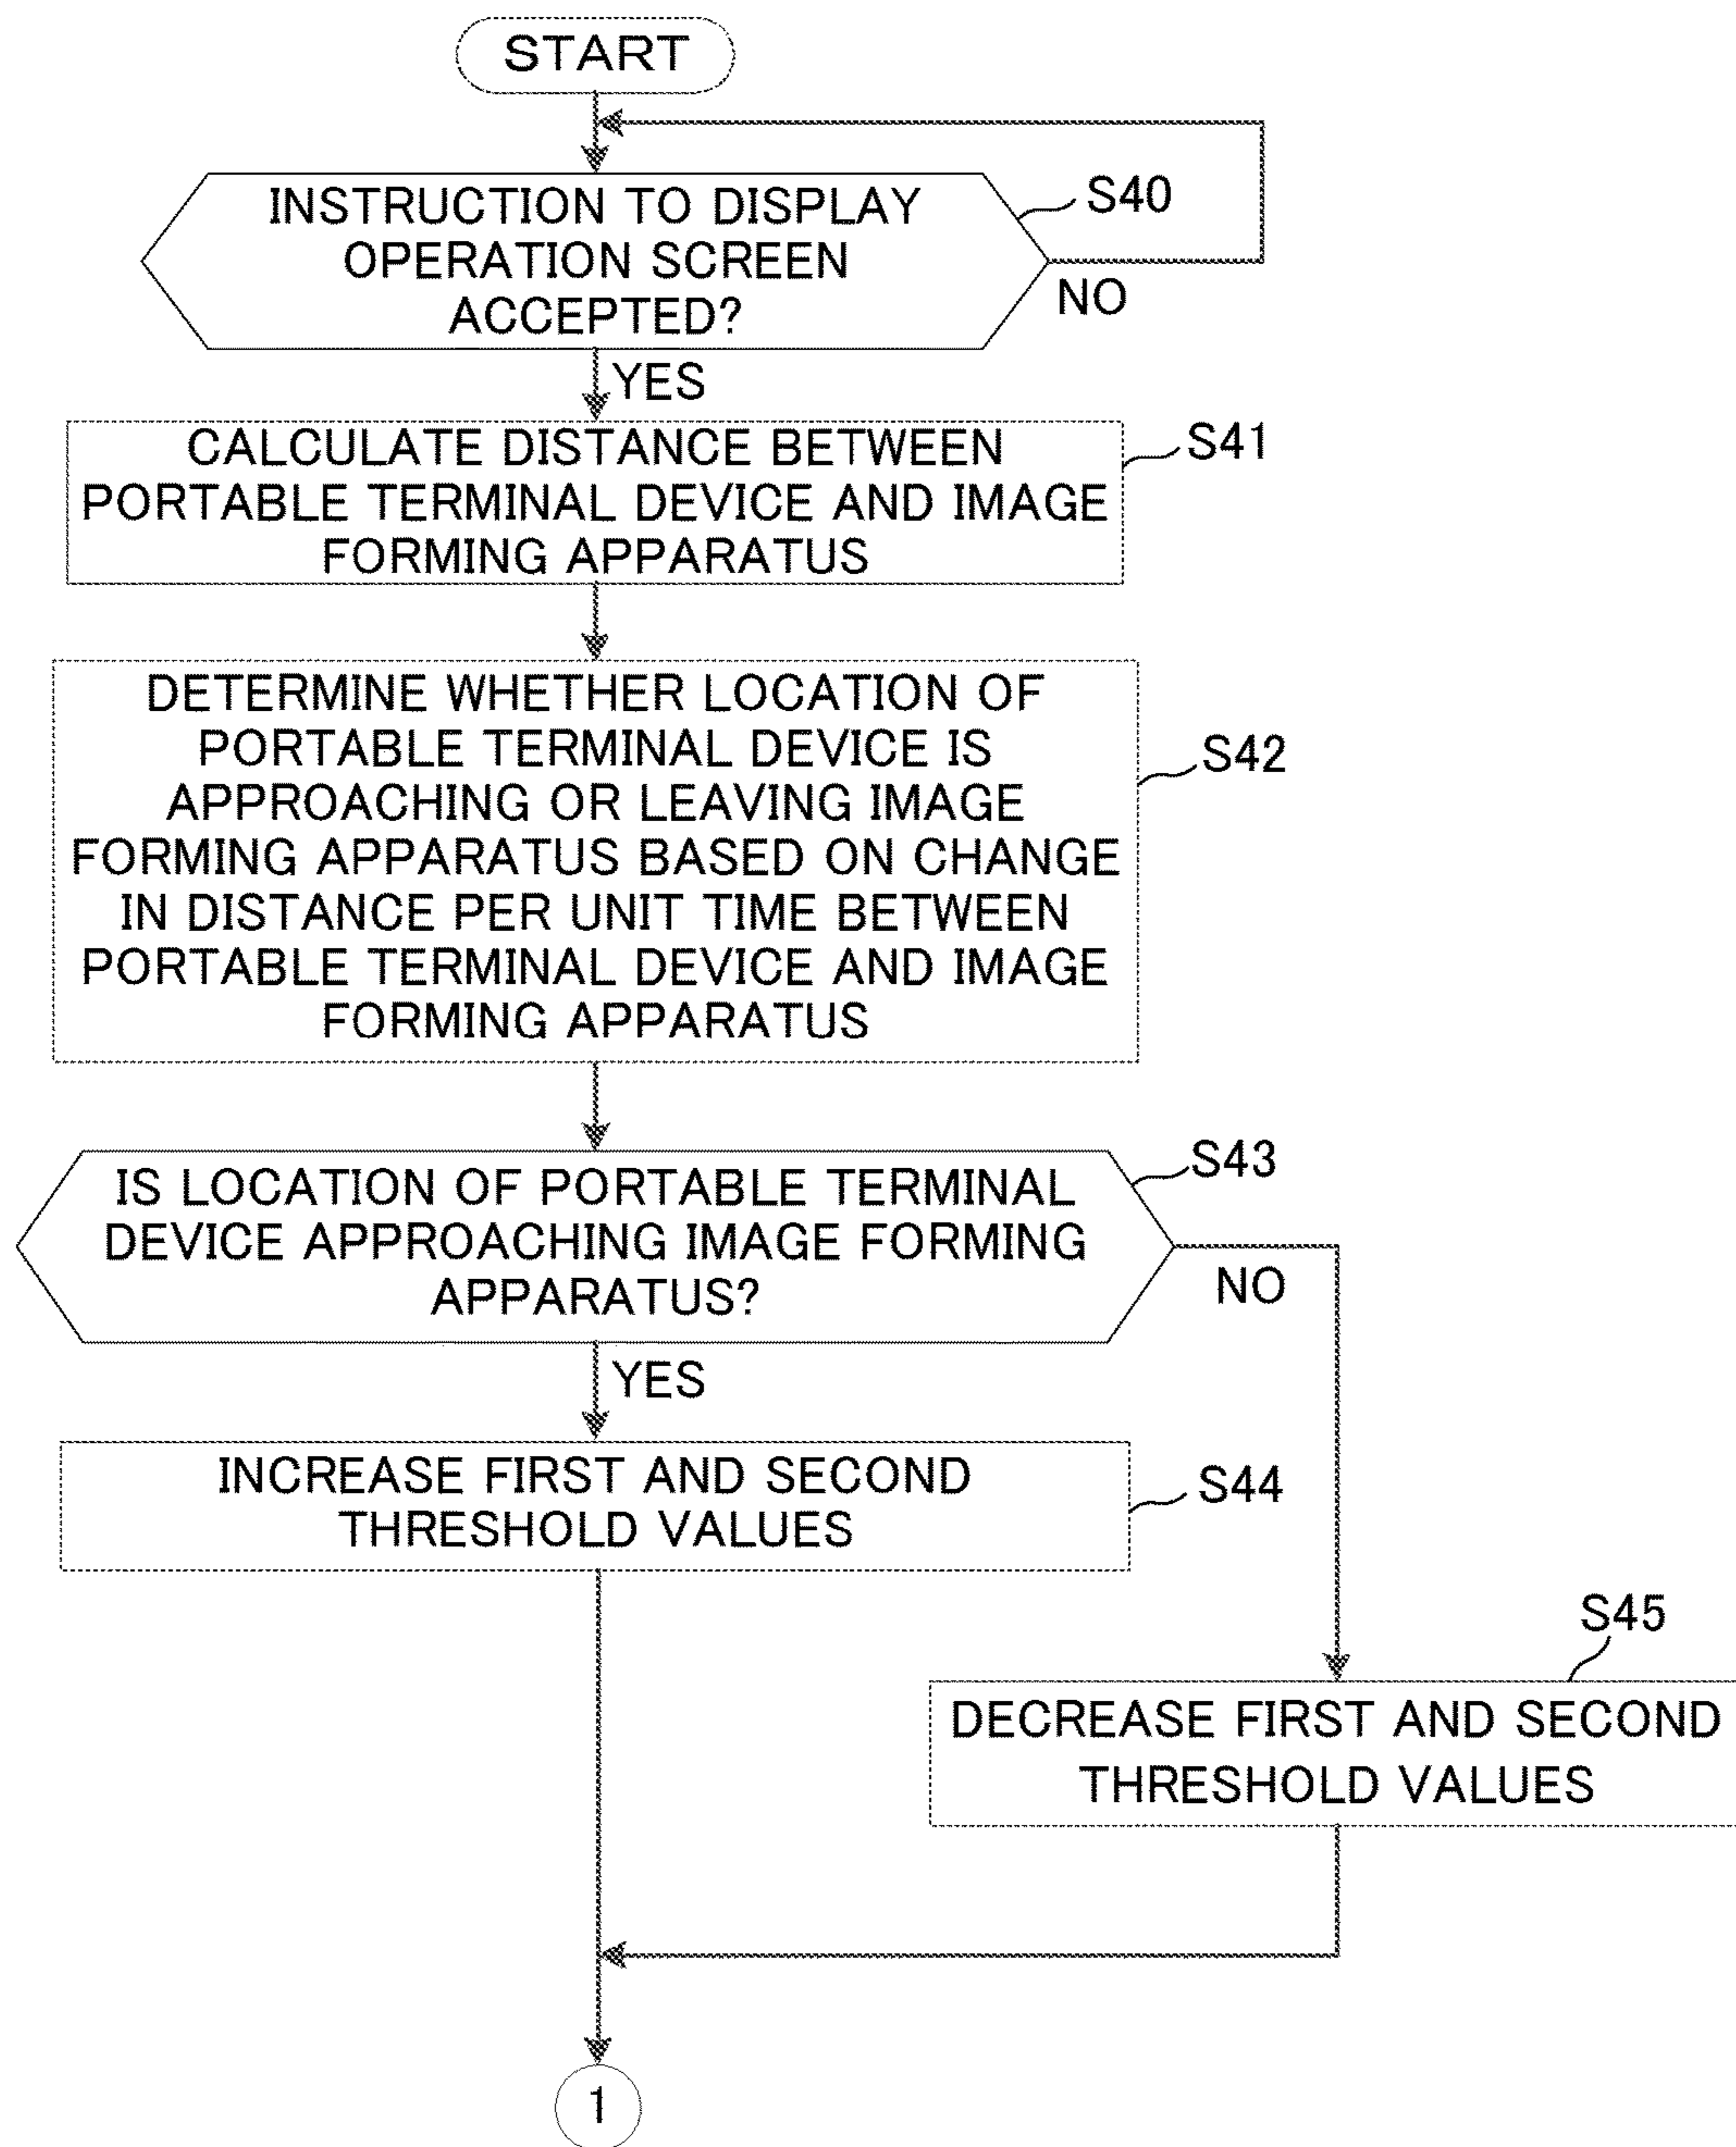 START
INSTRUCTION TO DISPLAY
OPERATION SCREEN
ACCEPTED?
S40
NO
YES
CALCULATE DISTANCE BETWEEN
PORTABLE TERMINAL DEVICE AND IMAGE
FORMING APPARATUS
S41
DETERMINE WHETHER LOCATION OF
PORTABLE TERMINAL DEVICE IS
APPROACHING OR LEAVING IMAGE
FORMING APPARATUS BASED ON CHANGE
IN DISTANCE PER UNIT TIME BETWEEN
PORTABLE TERMINAL DEVICE AND IMAGE
FORMING APPARATUS
S42
IS LOCATION OF PORTABLE TERMINAL
DEVICE APPROACHING IMAGE FORMING
APPARATUS?
S43
NO
YES
INCREASE FIRST AND SECOND
THRESHOLD VALUES
S44
S45
DECREASE FIRST AND SECOND
THRESHOLD VALUES
1